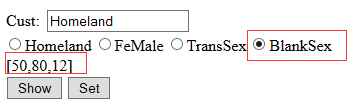 Cust: Homeland
Homeland FeMale TransSex BlankSex
[50,80,12]
Show Set